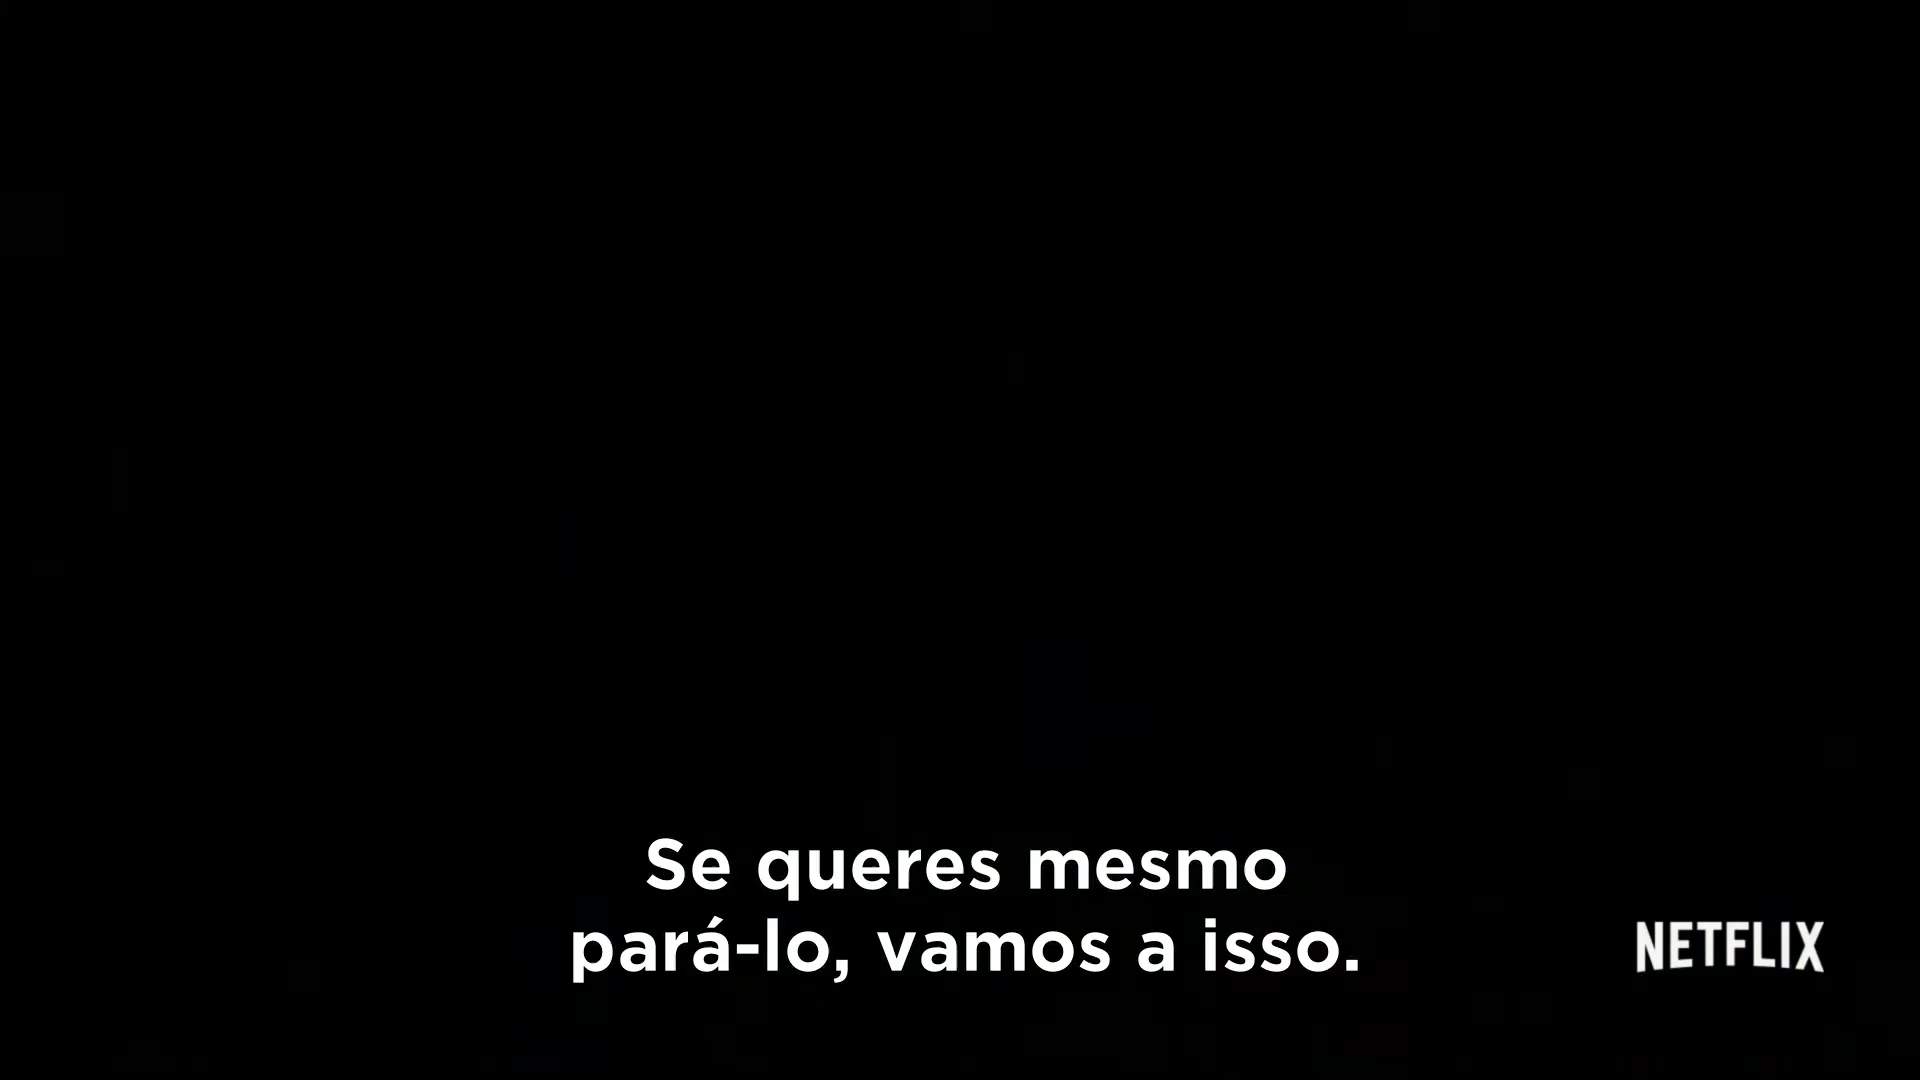 Se queres mesmo
pará-lo, vamos a isso.
NETFLIX